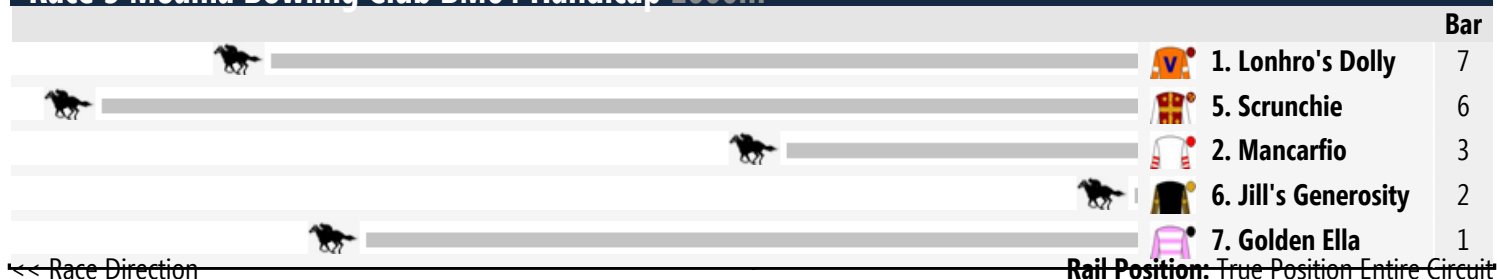 Bar
1. Lonhro's Dolly 7
5. Scrunchie 6
2. Mancarfio 3
6. Jill's Generosity 2
7. Golden Ella 1
<< Race Direction Rail Position: True Position Entire Circuit